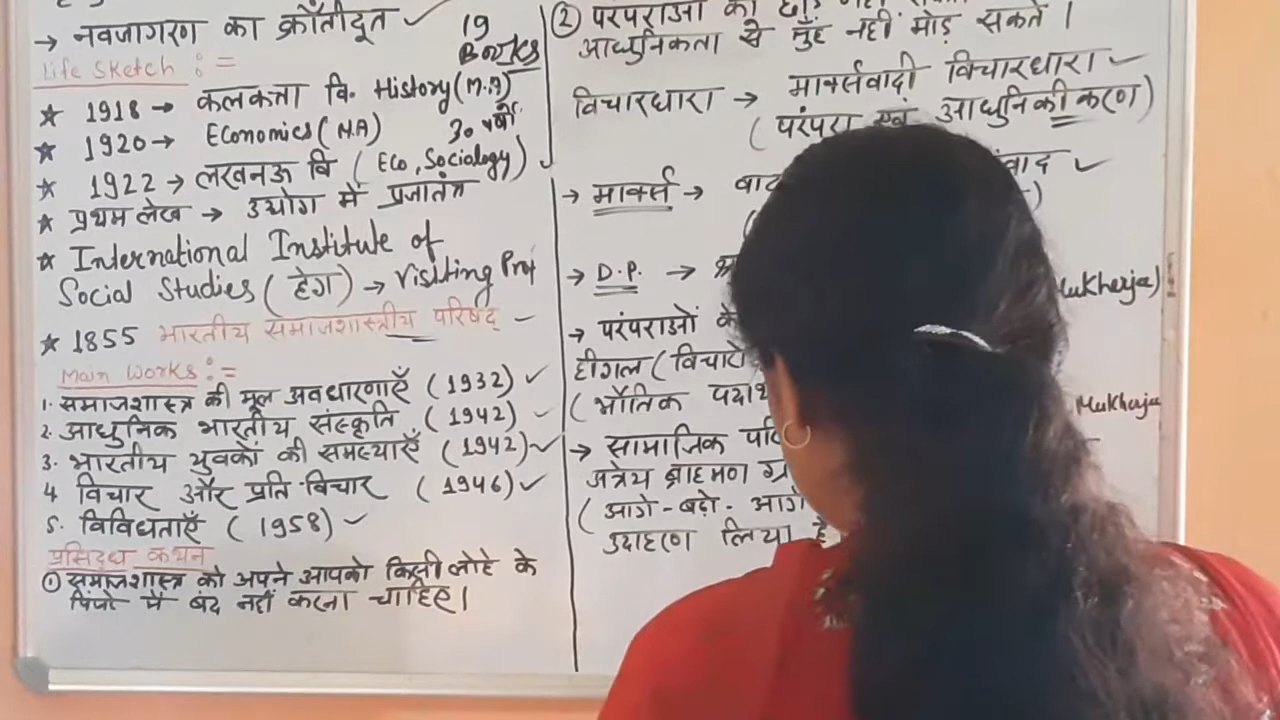 → नवजागरण का क्राँतीदूत ✓
19 Books
Life Sketch :=
★ 1918 → कलकत्ता वि. History (M.A)
★ 1920 → Economics (M.A) 30 वर्षो
★ 1922 → लखनऊ वि (Eco, Sociology)
★ प्रथम लेख → उद्योग में प्रजातंत्र
★ International Institute of
Social Studies (हेग) → Visiting Prof
★ 1855 भारतीय समाजशास्त्रीय परिषद् -
Main Works :=
1. समाजशास्त्र की मूल अवधारणाएँ (1932) ✓
2. आधुनिक भारतीय संस्कृति (1942) ✓
3. भारतीय युवकों की समस्याएँ (1942) ✓
4 विचार और प्रति विचार (1946) ✓
5. विविधताएँ (1958) ✓
प्रसिद्ध कथन
① समाजशास्त्र को अपने आपको किसी लोहे के
पिंजरे में बंद नहीं करना चाहिए।
② परंपराओं को छोड़ नहीं
आधुनिकता से मुँह नहीं मोड़ सकते।
विचारधारा → मार्क्सवादी विचारधारा ✓
(परंपरा एवं आधुनिकीकरण)
→ मार्क्स →
→ D.P. →
Mukherjee)
→ परंपराओं
हीगल (विचारो
(भौतिक
Mukherjee
→ सामाजिक
ब्राहमण
(आगे - बढ़ो - आगे
उदाहरण लिया है